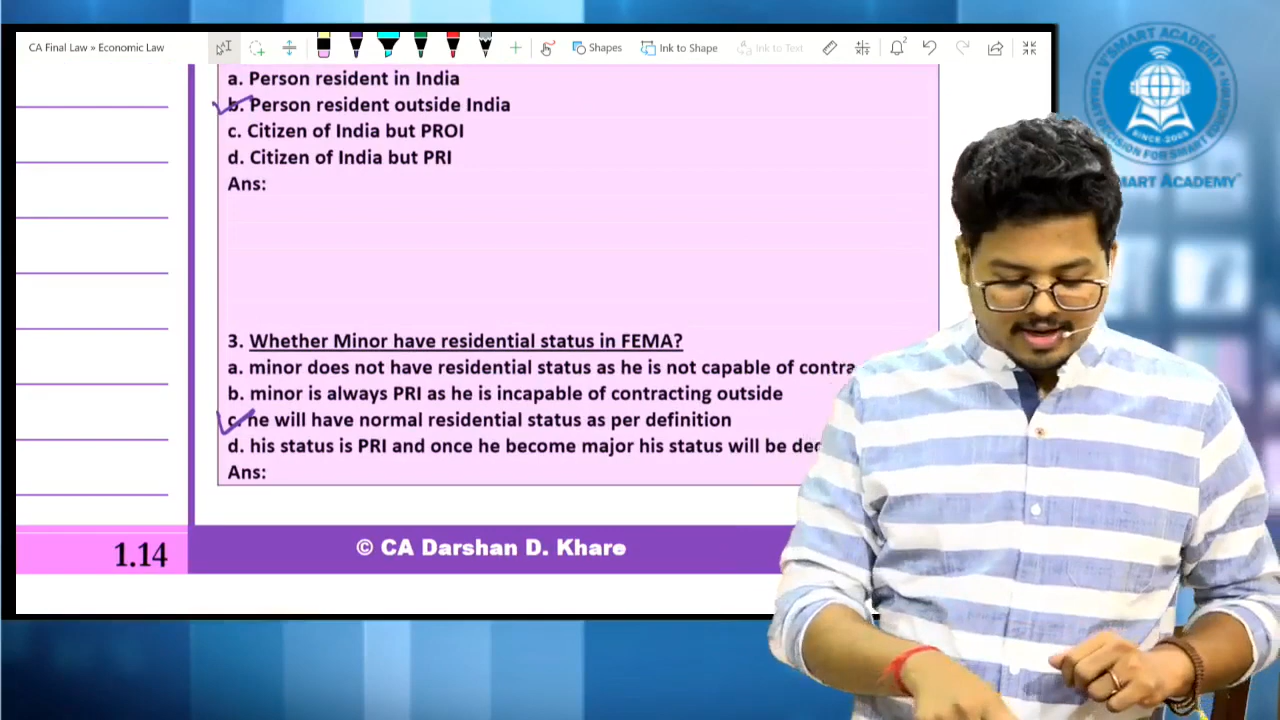 CA Final Law » Economic Law
Shapes
Ink to Shape
Ink to Text
a. Person resident in India
b. Person resident outside India
c. Citizen of India but PROI
d. Citizen of India but PRI
Ans:
3. Whether Minor have residential status in FEMA?
a. minor does not have residential status as he is not capable of contra
b. minor is always PRI as he is incapable of contracting outside
c. he will have normal residential status as per definition
d. his status is PRI and once he become major his status will be dec
Ans:
1.14
© CA Darshan D. Khare
V'SMART ACADEMY
SINCE-2005
MART ACADEMY